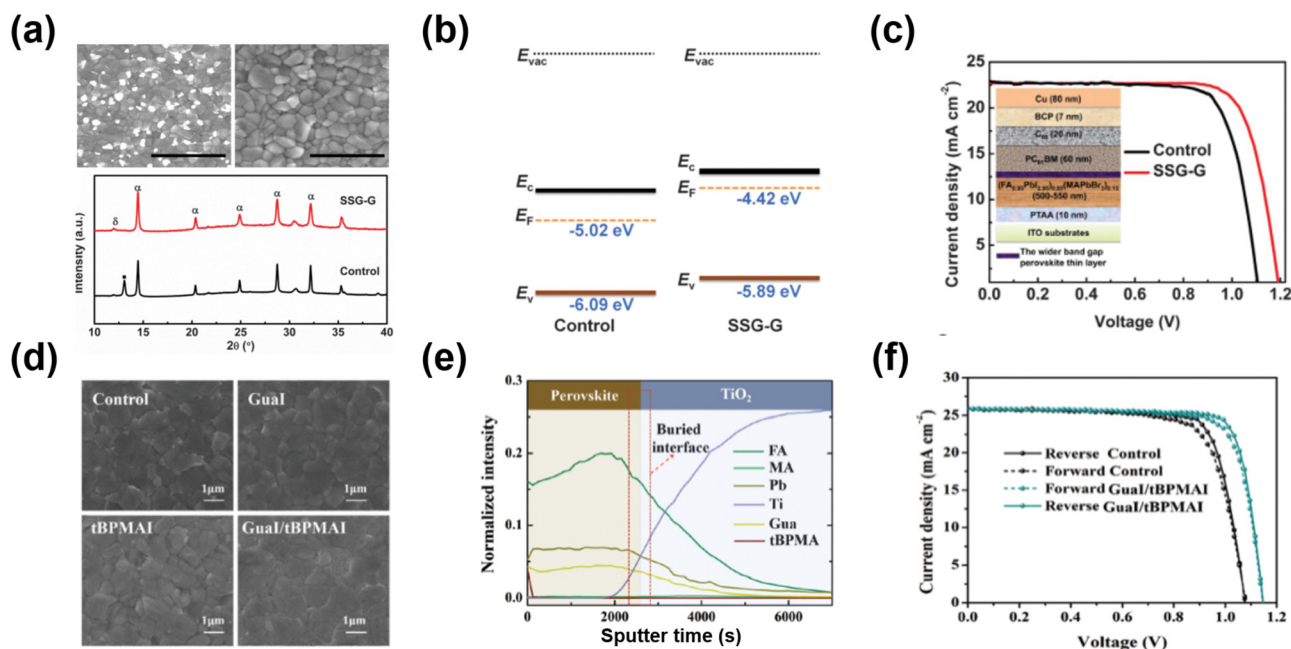 (a)
SSG-G
δ
α
α
α
α
α
Control
*
Intensity (a.u.)
10 15 20 25 30 35 40
2θ (°)
(b)
Evac
Evac
Ec
EF
-5.02 eV
Ev
-6.09 eV
Control
Ec
EF
-4.42 eV
Ev
-5.89 eV
SSG-G
(c)
Current density (mA cm-2)
25
20
15
10
5
0.0 0.2 0.4 0.6 0.8 1.0 1.2
Voltage (V)
Cu (80 nm)
BCP (7 nm)
C60 (20 nm)
PC61BM (60 nm)
(500-550 nm)
PTAA (10 nm)
ITO substrates
The wider band gap
perovskite thin layer
Control
SSG-G
(d)
Control
1μm
GuaI
1μm
tBPMAI
1μm
GuaI/tBPMAI
1μm
(e)
Normalized intensity
0.3
0.2
0.1
0.0
Perovskite
TiO2
Buried
interface
FA
MA
Pb
Ti
Gua
tBPMA
0 2000 4000 6000
Sputter time (s)
(f)
Current density (mA cm-2)
30
25
20
15
10
5
0
Reverse Control
Forward Control
Forward GuaI/tBPMAI
Reverse GuaI/tBPMAI
0.0 0.2 0.4 0.6 0.8 1.0 1.2
Voltage (V)